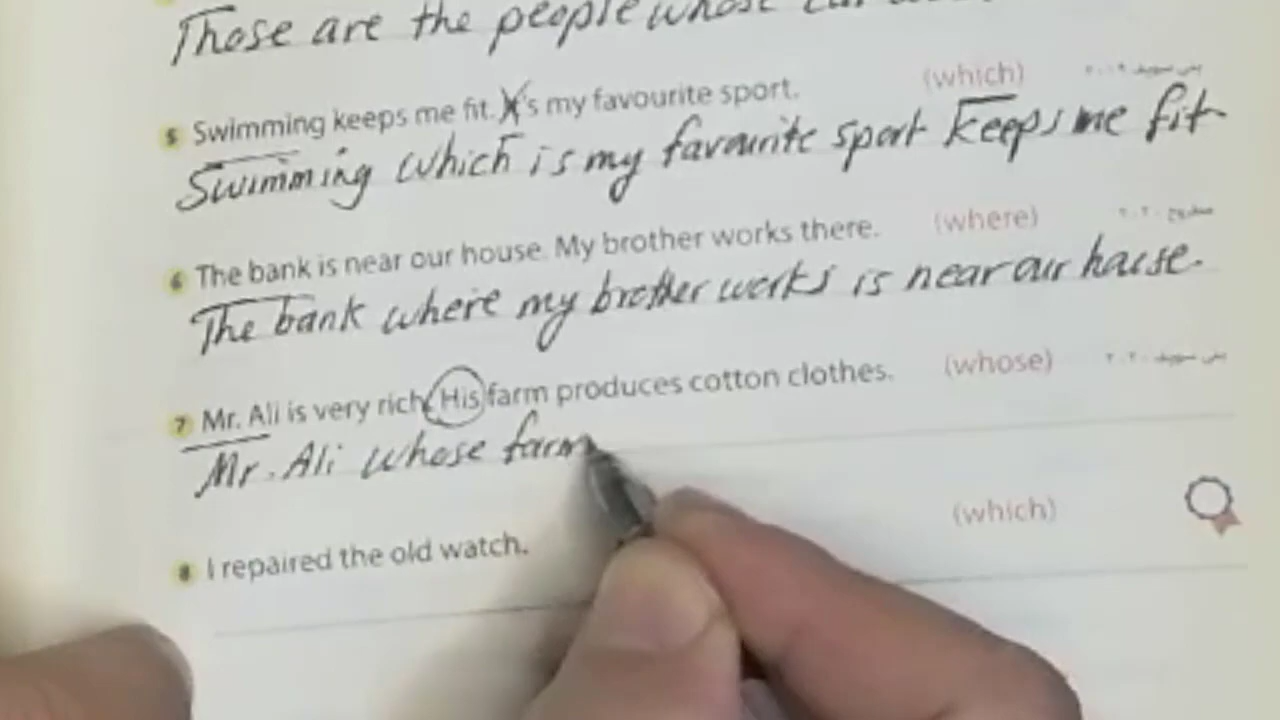 Those are the people whose
5 Swimming keeps me fit. It's my favourite sport. (which)
Swimming which is my favourite sport keeps me fit.
6 The bank is near our house. My brother works there. (where)
The bank where my brother works is near our house.
7 Mr. Ali is very rich. His farm produces cotton clothes. (whose)
Mr. Ali whose farm
8 I repaired the old watch. (which)